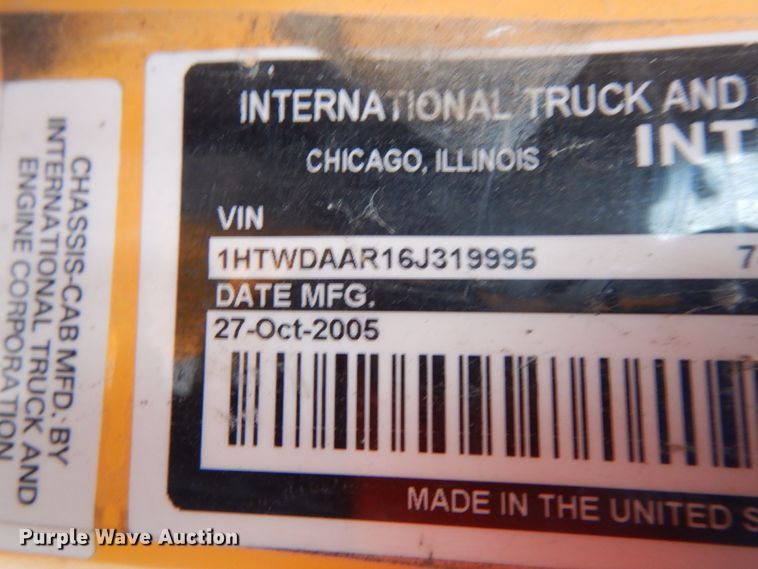 INTERNATIONAL TRUCK AND
INT
CHICAGO, ILLINOIS
VIN
1HTWDAAR16J319995 7
DATE MFG.
27-Oct-2005
MADE IN THE UNITED S
CHASSIS-CAB MFD. BY
INTERNATIONAL TRUCK AND
ENGINE CORPORATION
Purple Wave Auction